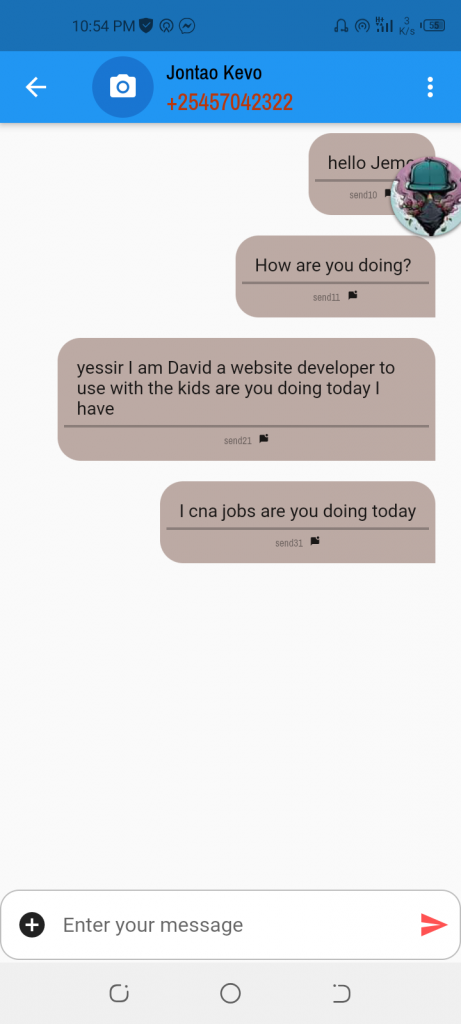 10:54 PM
3
K/s
Jontao Kevo
+25457042322
hello
send10
How are you doing?
send11
yessir I am David a website developer to
use with the kids are you doing today I
have
send21
I cna jobs are you doing today
send31
Enter your message